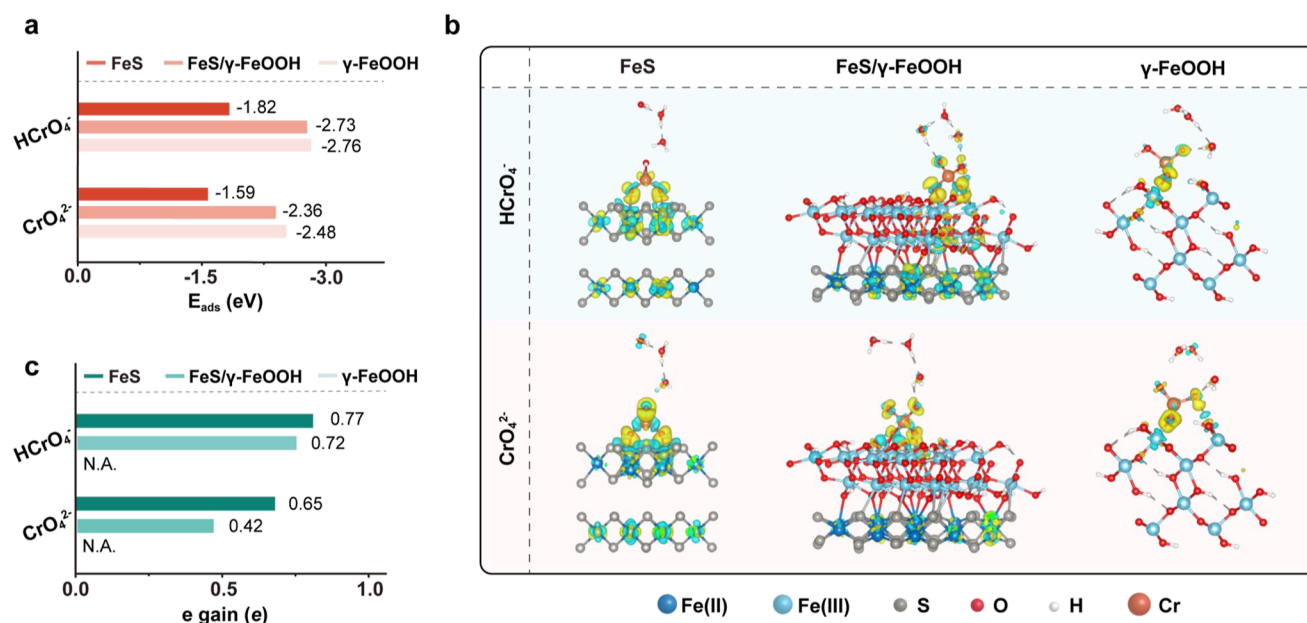 a
FeS FeS/γ-FeOOH γ-FeOOH
HCrO₄⁻
-1.82
-2.73
-2.76
CrO₄²⁻
-1.59
-2.36
-2.48
0.0 -1.5 -3.0
E_ads (eV)
b
FeS FeS/γ-FeOOH γ-FeOOH
HCrO₄⁻
CrO₄²⁻
Fe(II) Fe(III) S O H Cr
c
FeS FeS/γ-FeOOH γ-FeOOH
HCrO₄⁻
0.77
0.72
N.A.
CrO₄²⁻
0.65
0.42
N.A.
0.0 0.5 1.0
e gain (e)